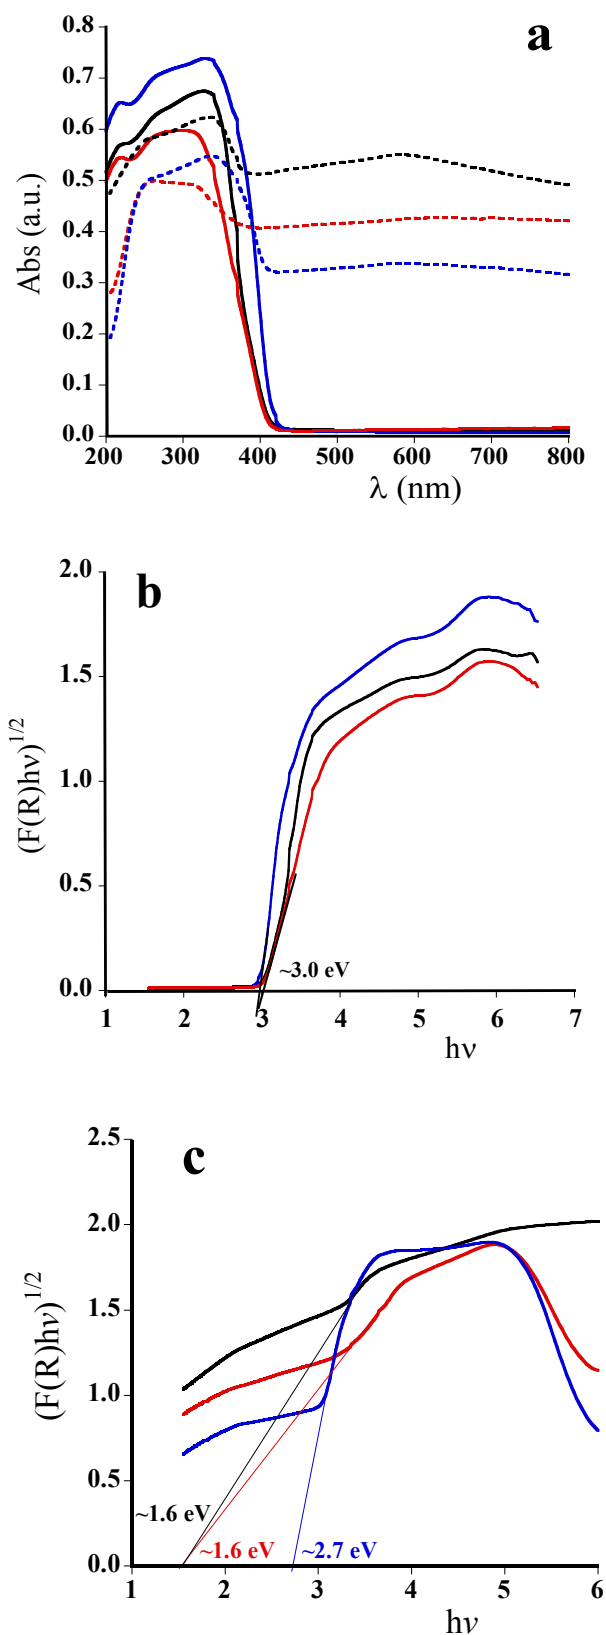 a
0.8
0.7
0.6
0.5
0.4
0.3
0.2
0.1
0.0
Abs (a.u.)
200 300 400 500 600 700 800
λ (nm)
b
2.0
1.5
1.0
0.5
0.0
(F(R)hν)^1/2
~3.0 eV
1 2 3 4 5 6 7
hν
c
2.5
2.0
1.5
1.0
0.5
0.0
(F(R)hν)^1/2
~1.6 eV
~1.6 eV ~2.7 eV
1 2 3 4 5 6
hν